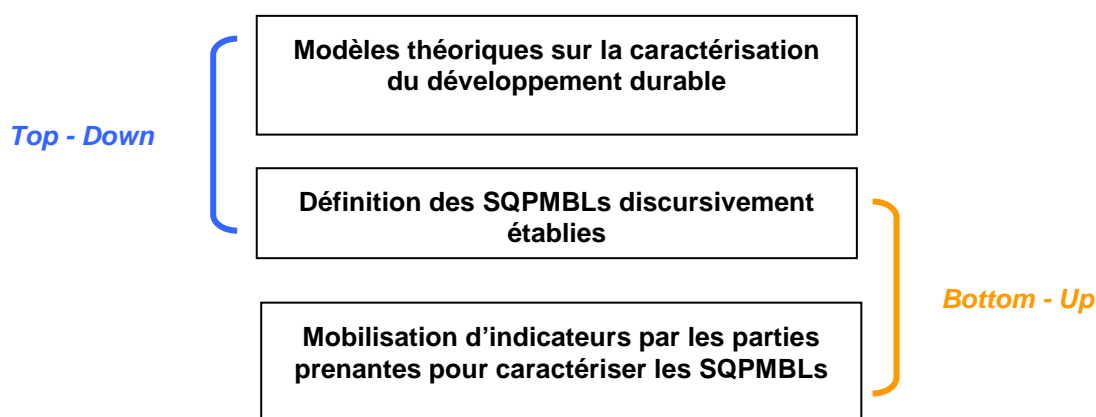 Modèles théoriques sur la caractérisation
du développement durable
Top - Down
Définition des SQPMBLs discursivement
établies
Bottom - Up
Mobilisation d'indicateurs par les parties
prenantes pour caractériser les SQPMBLs